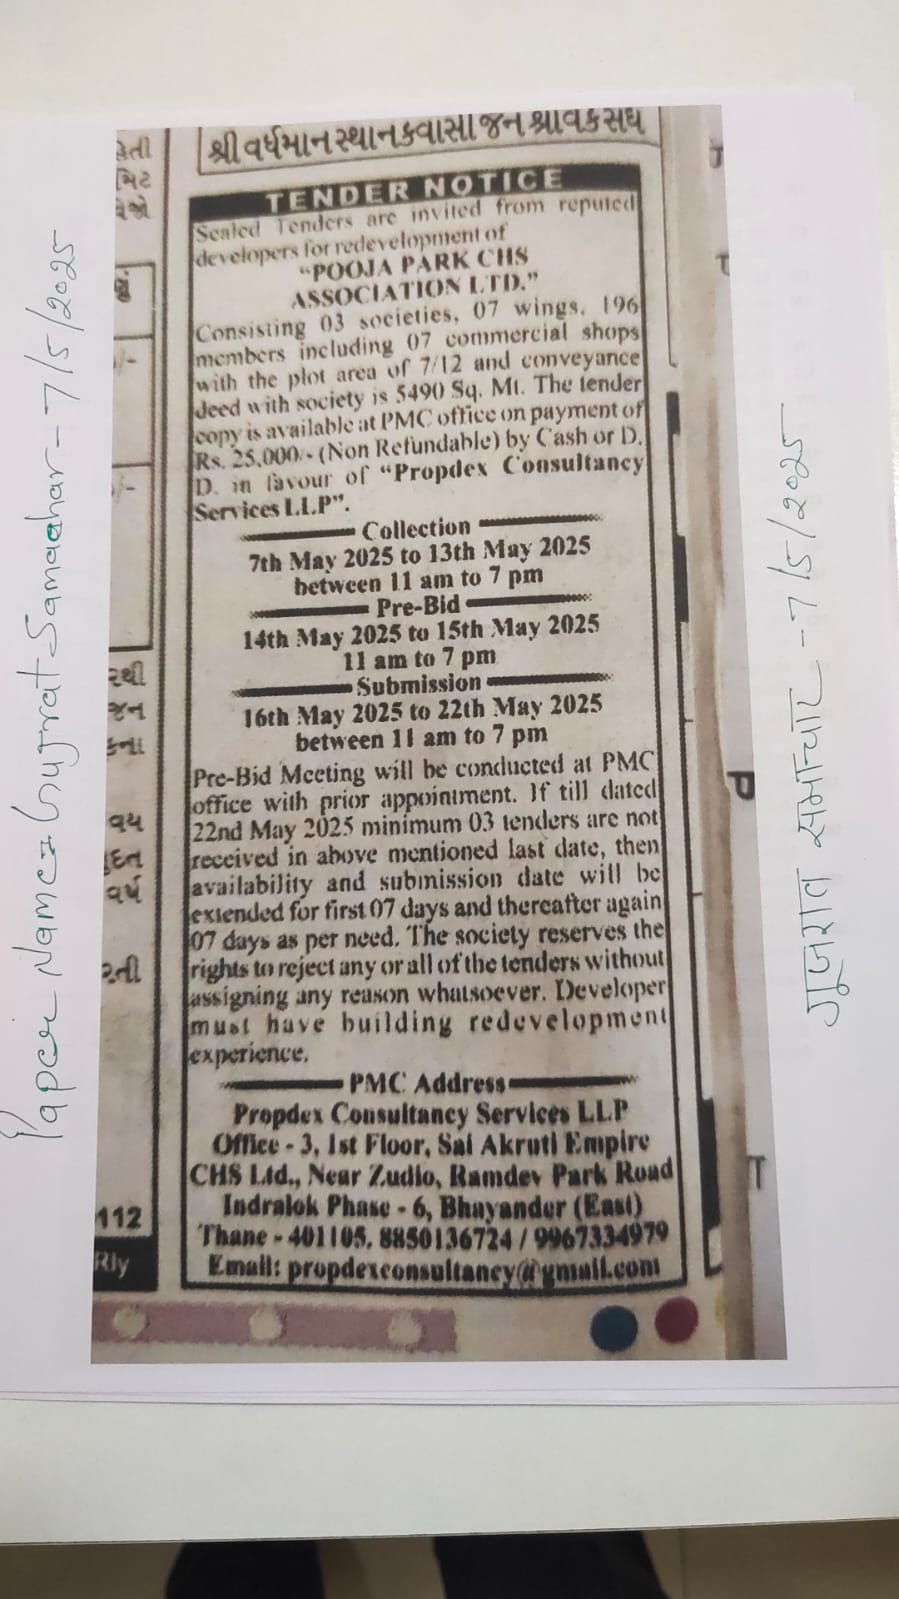 Paper Name :- Gujrat Samachar - 7/5/2025
શ્રી વર્ધમાન સ્થાનકવાસી જૈન શ્રાવક સંઘ
TENDER NOTICE
Sealed Tenders are invited from reputed
developers for redevelopment of
"POOJA PARK CHS
ASSOCIATION LTD."
Consisting 03 societies, 07 wings, 196
members including 07 commercial shops
with the plot area of 7/12 and conveyance
deed with society is 5490 Sq. Mt. The tender
copy is available at PMC office on payment of
Rs. 25,000/- (Non Refundable) by Cash or D.
D. in favour of "Propdex Consultancy
Services LLP".
Collection
7th May 2025 to 13th May 2025
between 11 am to 7 pm
Pre-Bid
14th May 2025 to 15th May 2025
11 am to 7 pm
Submission
16th May 2025 to 22th May 2025
between 11 am to 7 pm
Pre-Bid Meeting will be conducted at PMC
office with prior appointment. If till dated
22nd May 2025 minimum 03 tenders are not
received in above mentioned last date, then
availability and submission date will be
extended for first 07 days and thereafter again
07 days as per need. The society reserves the
rights to reject any or all of the tenders without
assigning any reason whatsoever. Developer
must have building redevelopment
experience.
PMC Address
Propdex Consultancy Services LLP
Office - 3, 1st Floor, Sai Akruti Empire
CHS Ltd., Near Zudio, Ramdev Park Road
Indralok Phase - 6, Bhayander (East)
Thane - 401105. 8850136724 / 9967334979
Email: propdexconsultancy@gmail.com
112
Rly
गुजरात समाचार - 7/5/2025